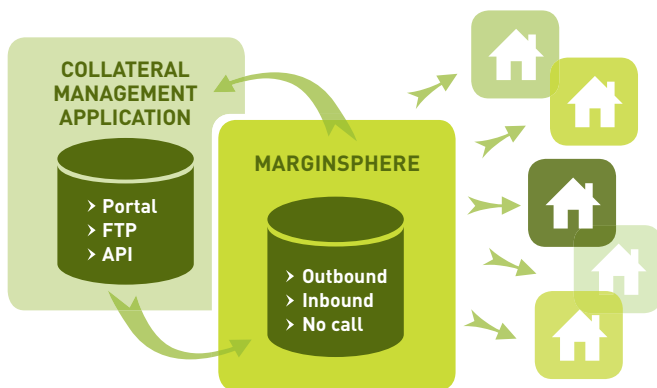 COLLATERAL
MANAGEMENT
APPLICATION
> Portal
> FTP
> API
MARGINSPHERE
> Outbound
> Inbound
> No call